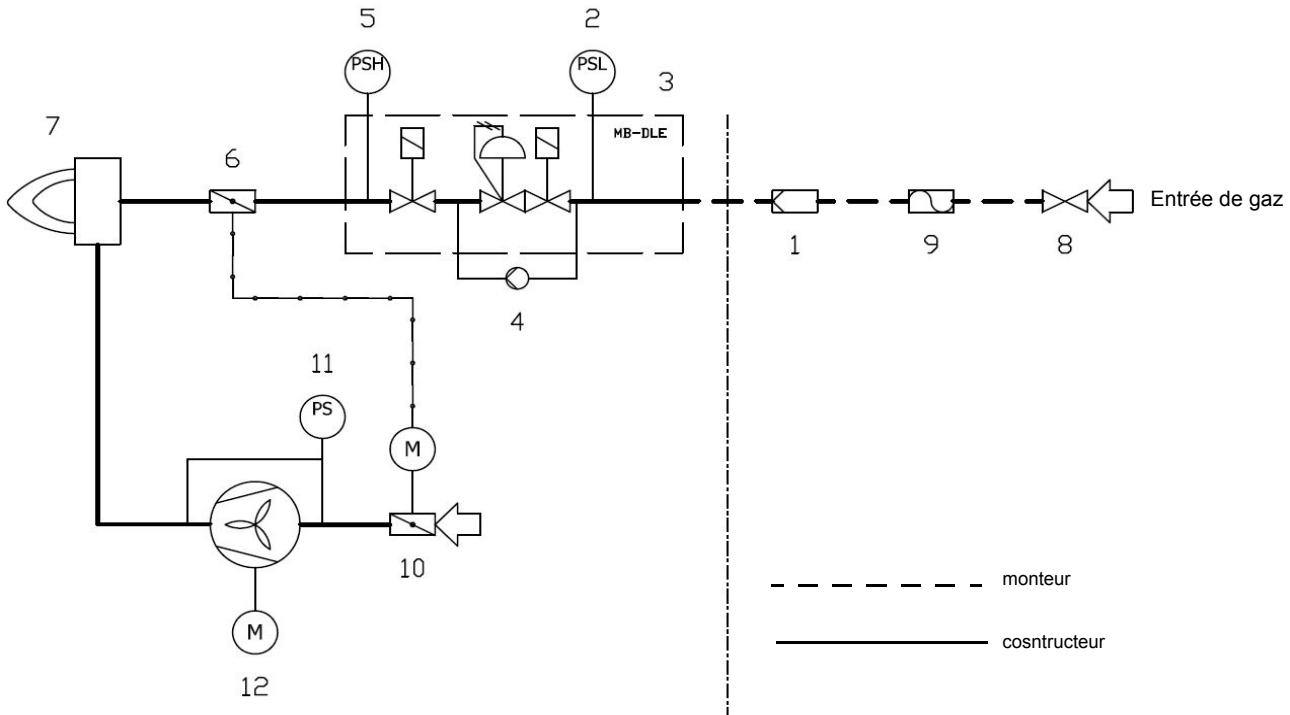 5
2
PSH
PSL
3
7
MB-DLE
6
Entrée de gaz
1
9
8
4
11
PS
M
10
monteur
M
cosntructeur
12